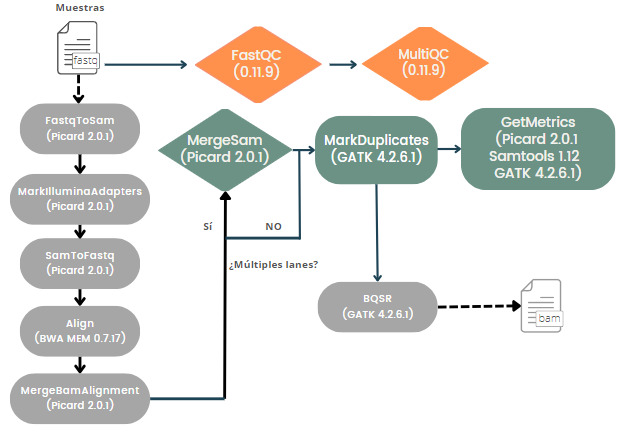 Muestras
fastq
FastQC
(0.11.9)
MultiQC
(0.11.9)
FastqToSam
(Picard 2.0.1)
MarkIlluminaAdapters
(Picard 2.0.1)
SamToFastq
(Picard 2.0.1)
Align
(BWA MEM 0.7.17)
MergeBamAlignment
(Picard 2.0.1)
MergeSam
(Picard 2.0.1)
Sí
NO
¿Múltiples lanes?
MarkDuplicates
(GATK 4.2.6.1)
GetMetrics
(Picard 2.0.1
Samtools 1.12
GATK 4.2.6.1)
BQSR
(GATK 4.2.6.1)
bam